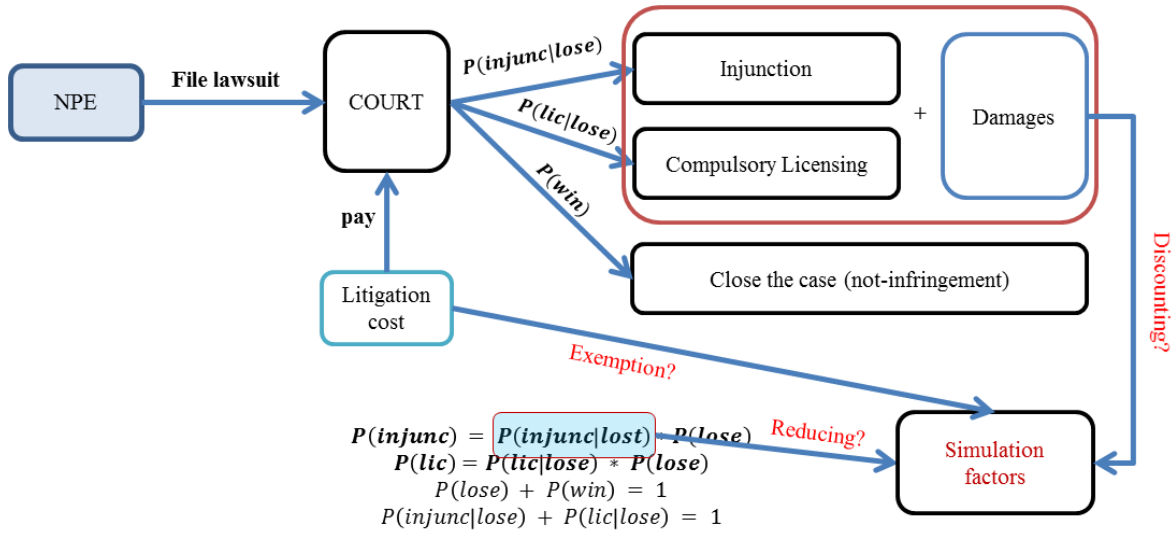 P(injunc|lose)
Injunction
File lawsuit
NPE
COURT
P(lic|lose)
+
Damages
Compulsory Licensing
P(win)
pay
Discounting?
Close the case (not-infringement)
Litigation
cost
Exemption?
P(injunc) = P(injunc|lost) * P(lose)
Reducing?
P(lic) = P(lic|lose) * P(lose)
P(lose) + P(win) = 1
P(injunc|lose) + P(lic|lose) = 1
Simulation
factors